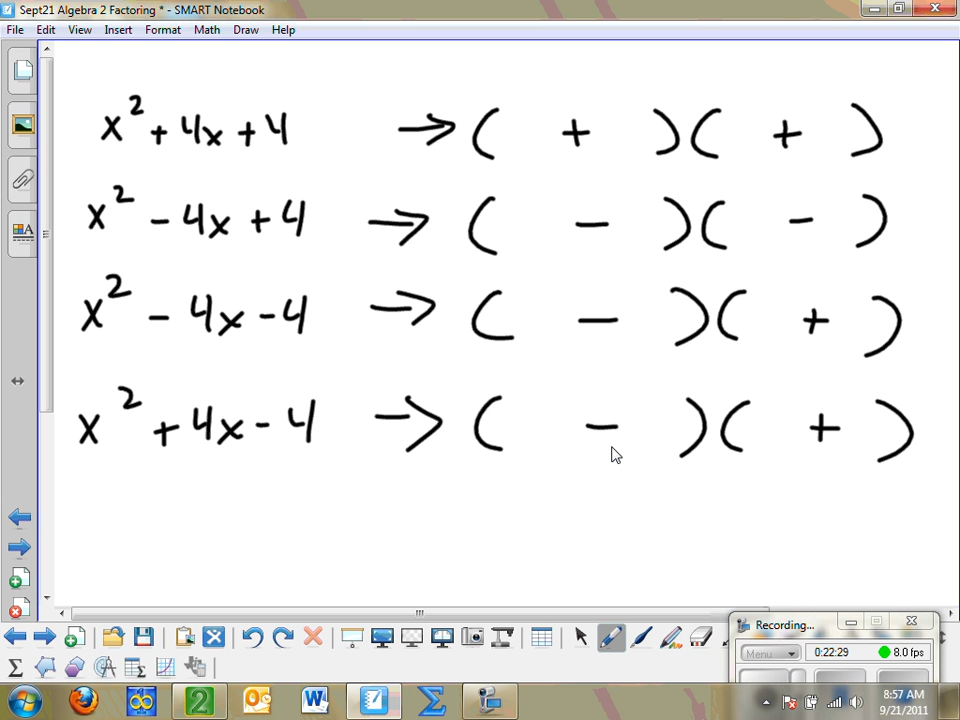 Sept21 Algebra 2 Factoring * - SMART Notebook
File Edit View Insert Format Math Draw Help
x² + 4x + 4 → ( + )( + )
x² - 4x + 4 → ( - )( - )
x² - 4x - 4 → ( - )( + )
x² + 4x - 4 → ( - )( + )
Recording...
Menu 0:22:29 8.0 fps
8:57 AM
9/21/2011